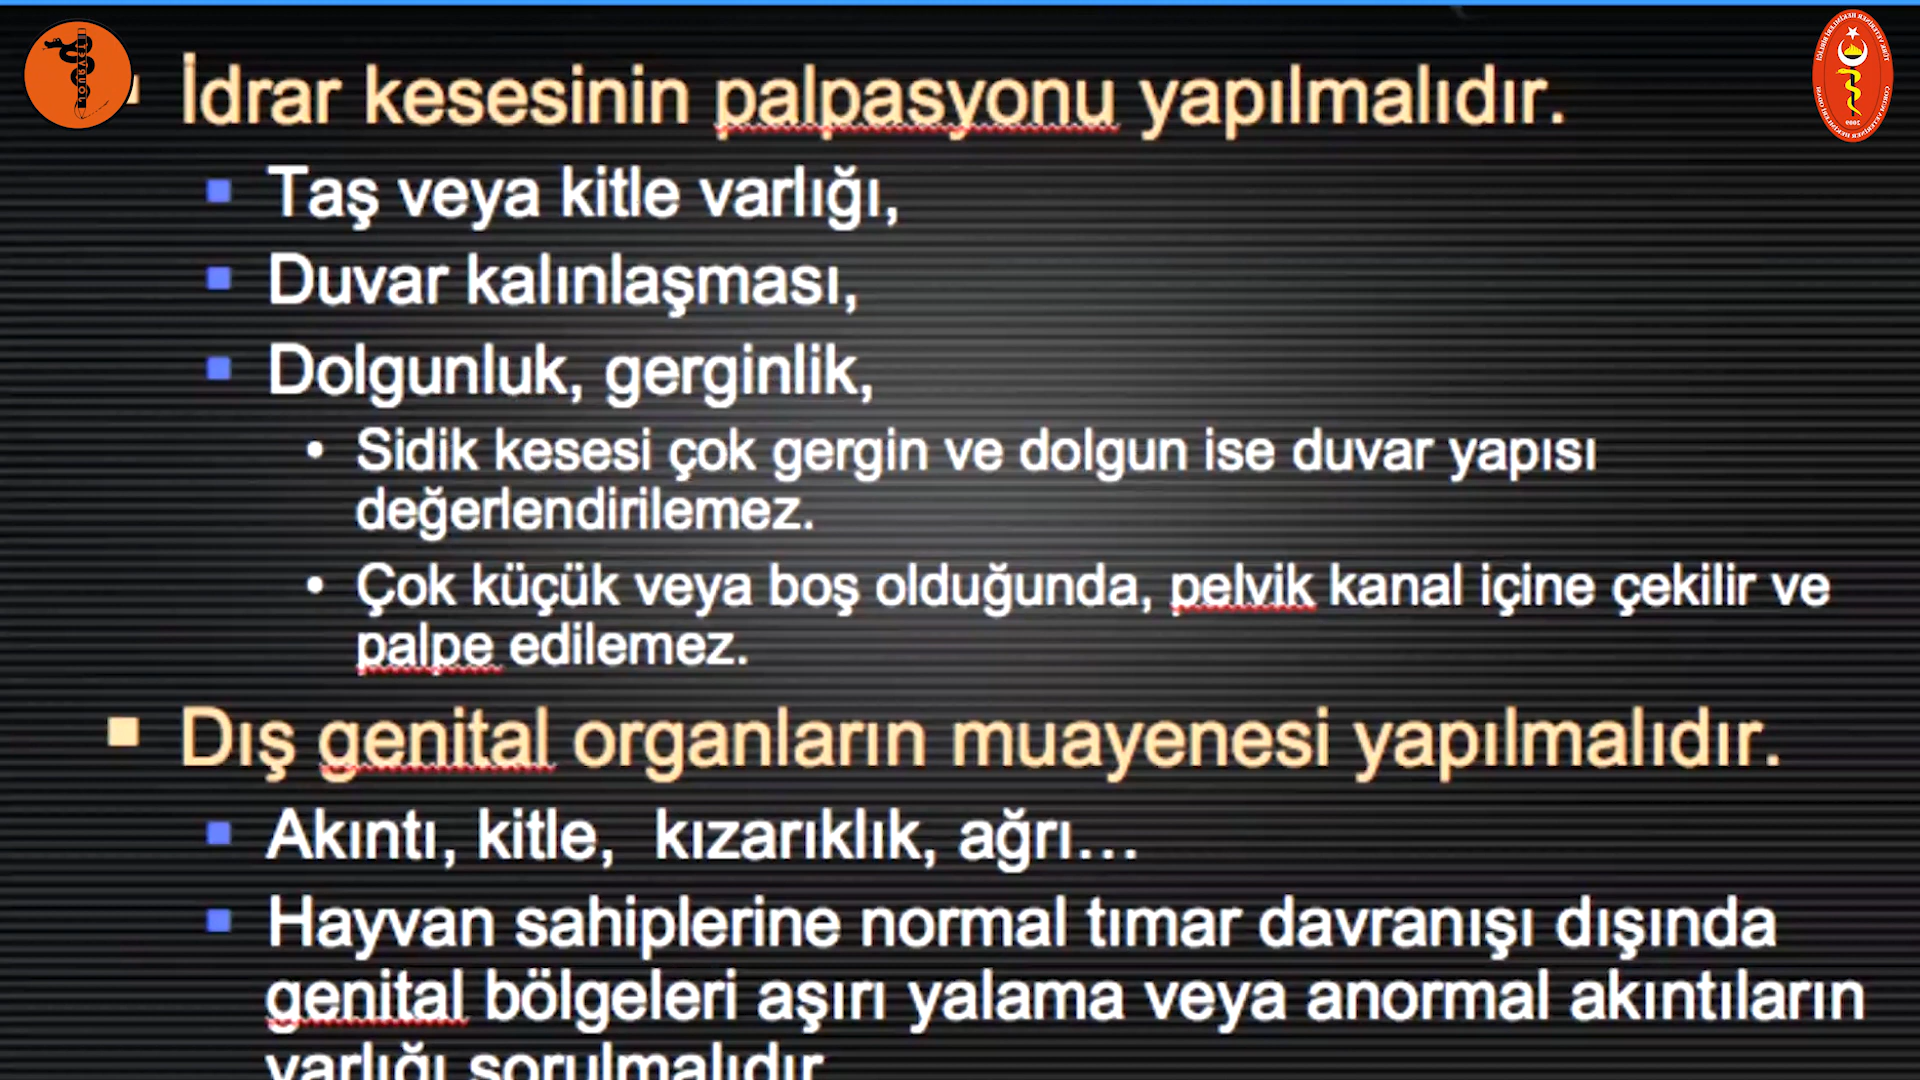 İdrar kesesinin palpasyonu yapılmalıdır.
Taş veya kitle varlığı,
Duvar kalınlaşması,
Dolgunluk, gerginlik,
Sidik kesesi çok gergin ve dolgun ise duvar yapısı
değerlendirilemez.
Çok küçük veya boş olduğunda, pelvik kanal içine çekilir ve
palpe edilemez.
Dış genital organların muayenesi yapılmalıdır.
Akıntı, kitle, kızarıklık, ağrı...
Hayvan sahiplerine normal tımar davranışı dışında
genital bölgeleri aşırı yalama veya anormal akıntıların
varlığı sorulmalıdır